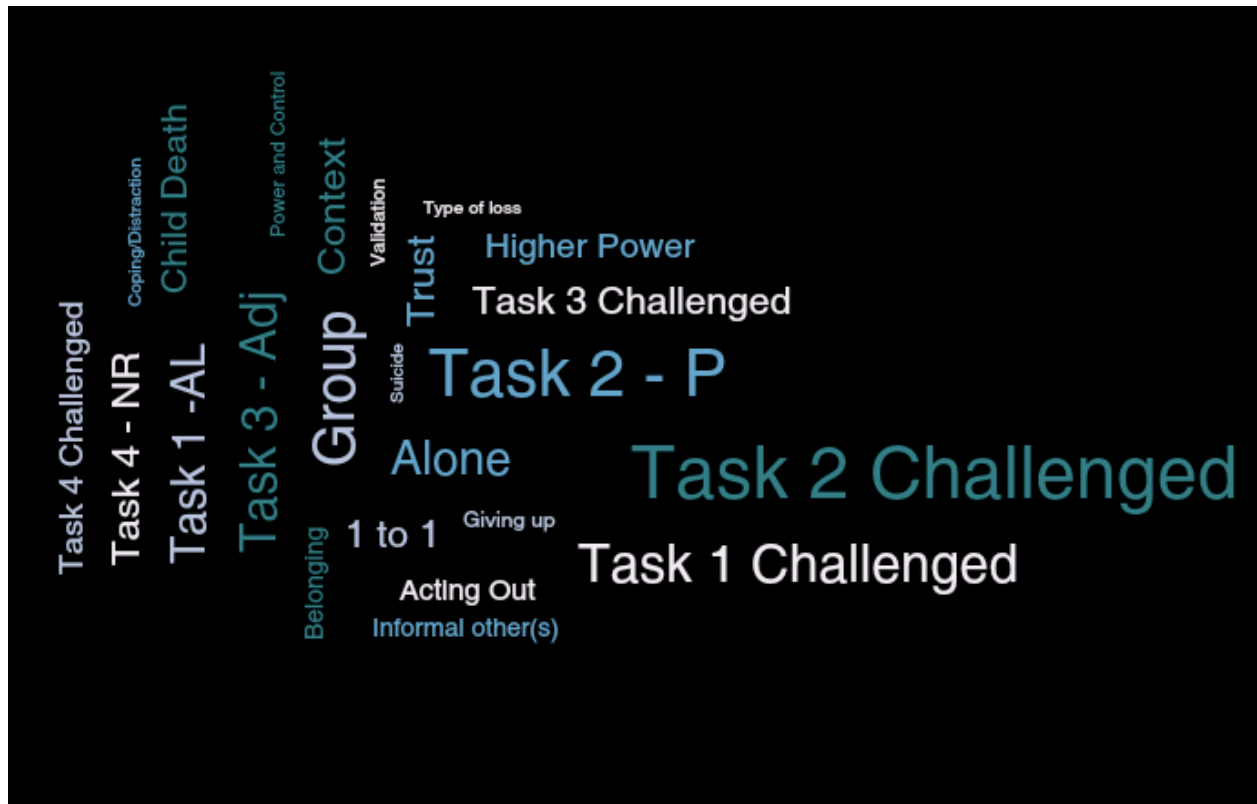 Task 4 Challenged
Task 4 - NR
Coping/Distraction
Task 1 -AL
Child Death
Task 3 - Adj
Power and Control
Belonging
Group
Context
Validation
Suicide
Trust
Type of loss
Higher Power
Task 3 Challenged
Task 2 - P
Alone
Task 2 Challenged
1 to 1
Giving up
Task 1 Challenged
Acting Out
Informal other(s)